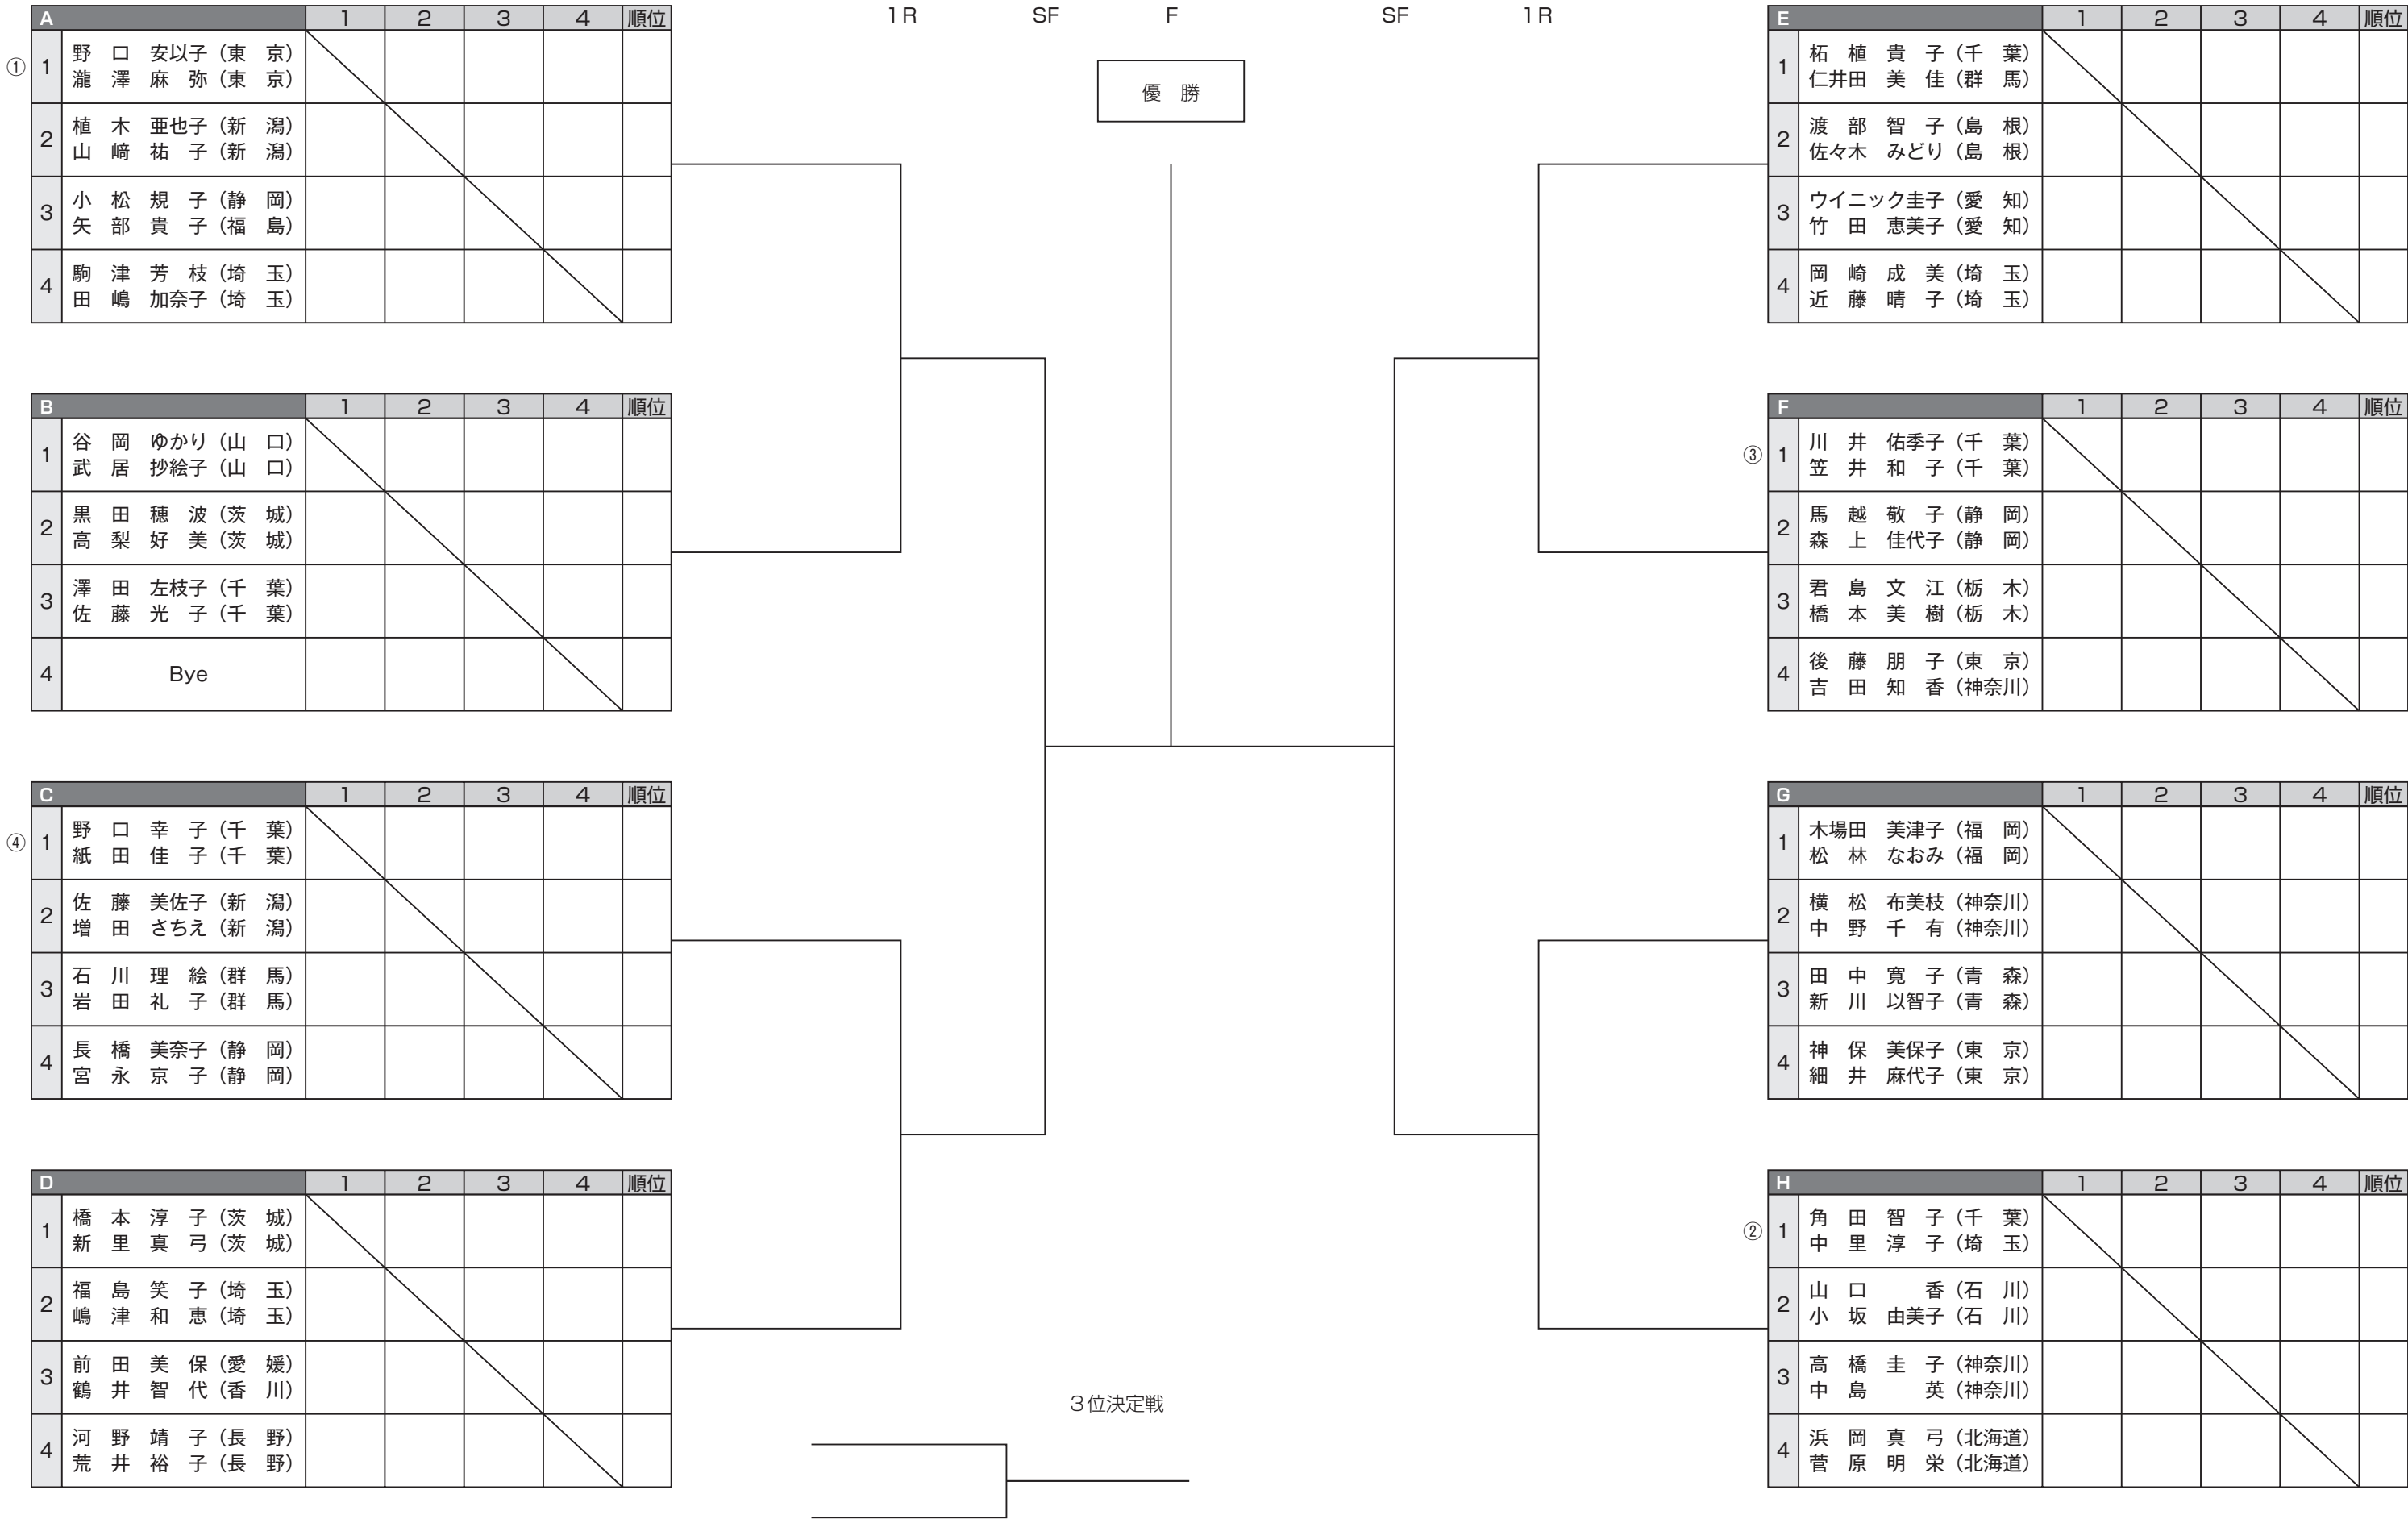 1R SF F SF 1R
優　勝
A 1 2 3 4 順位
① 1 野　口　安以子（東　京）
瀧　澤　麻　弥（東　京）
2 植　木　亜也子（新　潟）
山　﨑　祐　子（新　潟）
3 小　松　規　子（静　岡）
矢　部　貴　子（福　島）
4 駒　津　芳　枝（埼　玉）
田　嶋　加奈子（埼　玉）
B 1 2 3 4 順位
1 谷　岡　ゆかり（山　口）
武　居　抄絵子（山　口）
2 黒　田　穂　波（茨　城）
高　梨　好　美（茨　城）
3 澤　田　左枝子（千　葉）
佐　藤　光　子（千　葉）
4 Bye
C 1 2 3 4 順位
④ 1 野　口　幸　子（千　葉）
紙　田　佳　子（千　葉）
2 佐　藤　美佐子（新　潟）
増　田　さちえ（新　潟）
3 石　川　理　絵（群　馬）
岩　田　礼　子（群　馬）
4 長　橋　美奈子（静　岡）
宮　永　京　子（静　岡）
D 1 2 3 4 順位
1 橋　本　淳　子（茨　城）
新　里　真　弓（茨　城）
2 福　島　笑　子（埼　玉）
嶋　津　和　恵（埼　玉）
3 前　田　美　保（愛　媛）
鶴　井　智　代（香　川）
4 河　野　靖　子（長　野）
荒　井　裕　子（長　野）
E 1 2 3 4 順位
1 柘　植　貴　子（千　葉）
仁井田　美　佳（群　馬）
2 渡　部　智　子（島　根）
佐々木　みどり（島　根）
3 ウイニック圭子（愛　知）
竹　田　恵美子（愛　知）
4 岡　崎　成　美（埼　玉）
近　藤　晴　子（埼　玉）
F 1 2 3 4 順位
③ 1 川　井　佑季子（千　葉）
笠　井　和　子（千　葉）
2 馬　越　敬　子（静　岡）
森　上　佳代子（静　岡）
3 君　島　文　江（栃　木）
橋　本　美　樹（栃　木）
4 後　藤　朋　子（東　京）
吉　田　知　香（神奈川）
G 1 2 3 4 順位
1 木場田　美津子（福　岡）
松　林　なおみ（福　岡）
2 横　松　布美枝（神奈川）
中　野　千　有（神奈川）
3 田　中　寛　子（青　森）
新　川　以智子（青　森）
4 神　保　美保子（東　京）
細　井　麻代子（東　京）
H 1 2 3 4 順位
② 1 角　田　智　子（千　葉）
中　里　淳　子（埼　玉）
2 山　口　　　香（石　川）
小　坂　由美子（石　川）
3 高　橋　圭　子（神奈川）
中　島　　　英（神奈川）
4 浜　岡　真　弓（北海道）
菅　原　明　栄（北海道）
３位決定戦